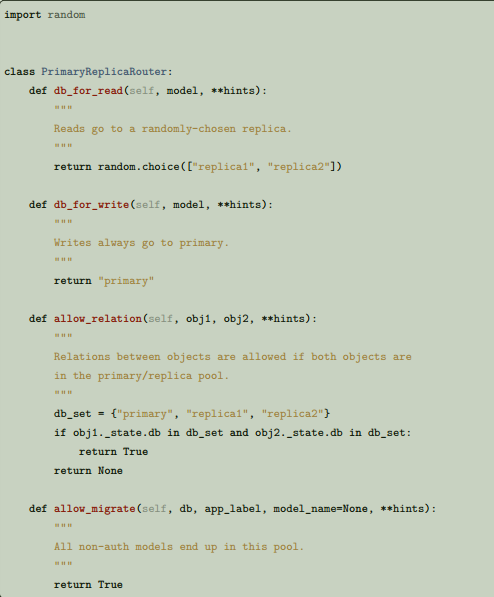 import random
class PrimaryReplicaRouter:
    def db_for_read(self, model, **hints):
        """
        Reads go to a randomly-chosen replica.
        """
        return random.choice(["replica1", "replica2"])
    def db_for_write(self, model, **hints):
        """
        Writes always go to primary.
        """
        return "primary"
    def allow_relation(self, obj1, obj2, **hints):
        """
        Relations between objects are allowed if both objects are
        in the primary/replica pool.
        """
        db_set = {"primary", "replica1", "replica2"}
        if obj1._state.db in db_set and obj2._state.db in db_set:
            return True
        return None
    def allow_migrate(self, db, app_label, model_name=None, **hints):
        """
        All non-auth models end up in this pool.
        """
        return True